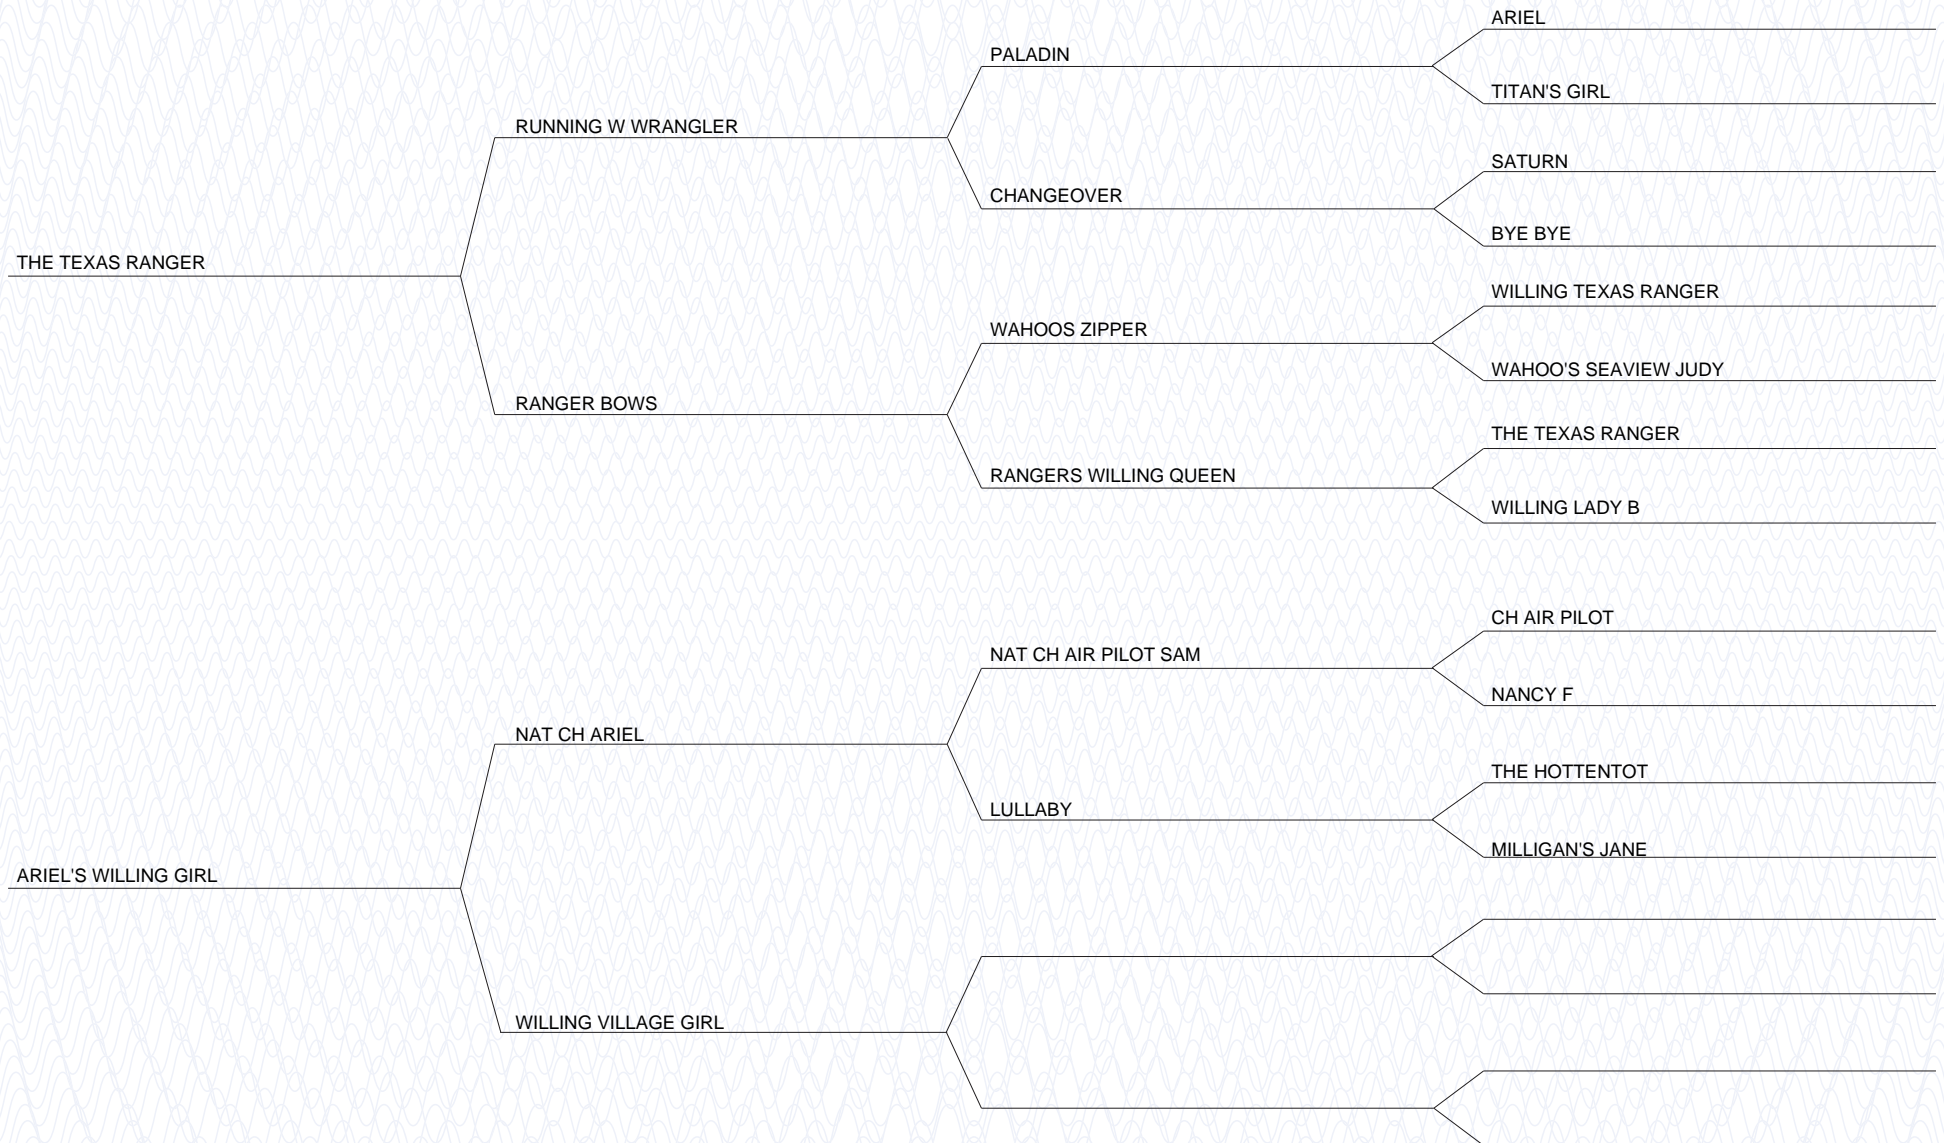 ARIEL
PALADIN
TITAN'S GIRL
RUNNING W WRANGLER
SATURN
CHANGEOVER
BYE BYE
THE TEXAS RANGER
WILLING TEXAS RANGER
WAHOOS ZIPPER
WAHOO'S SEAVIEW JUDY
RANGER BOWS
THE TEXAS RANGER
RANGERS WILLING QUEEN
WILLING LADY B
CH AIR PILOT
NAT CH AIR PILOT SAM
NANCY F
NAT CH ARIEL
THE HOTTENTOT
LULLABY
MILLIGAN'S JANE
ARIEL'S WILLING GIRL
WILLING VILLAGE GIRL